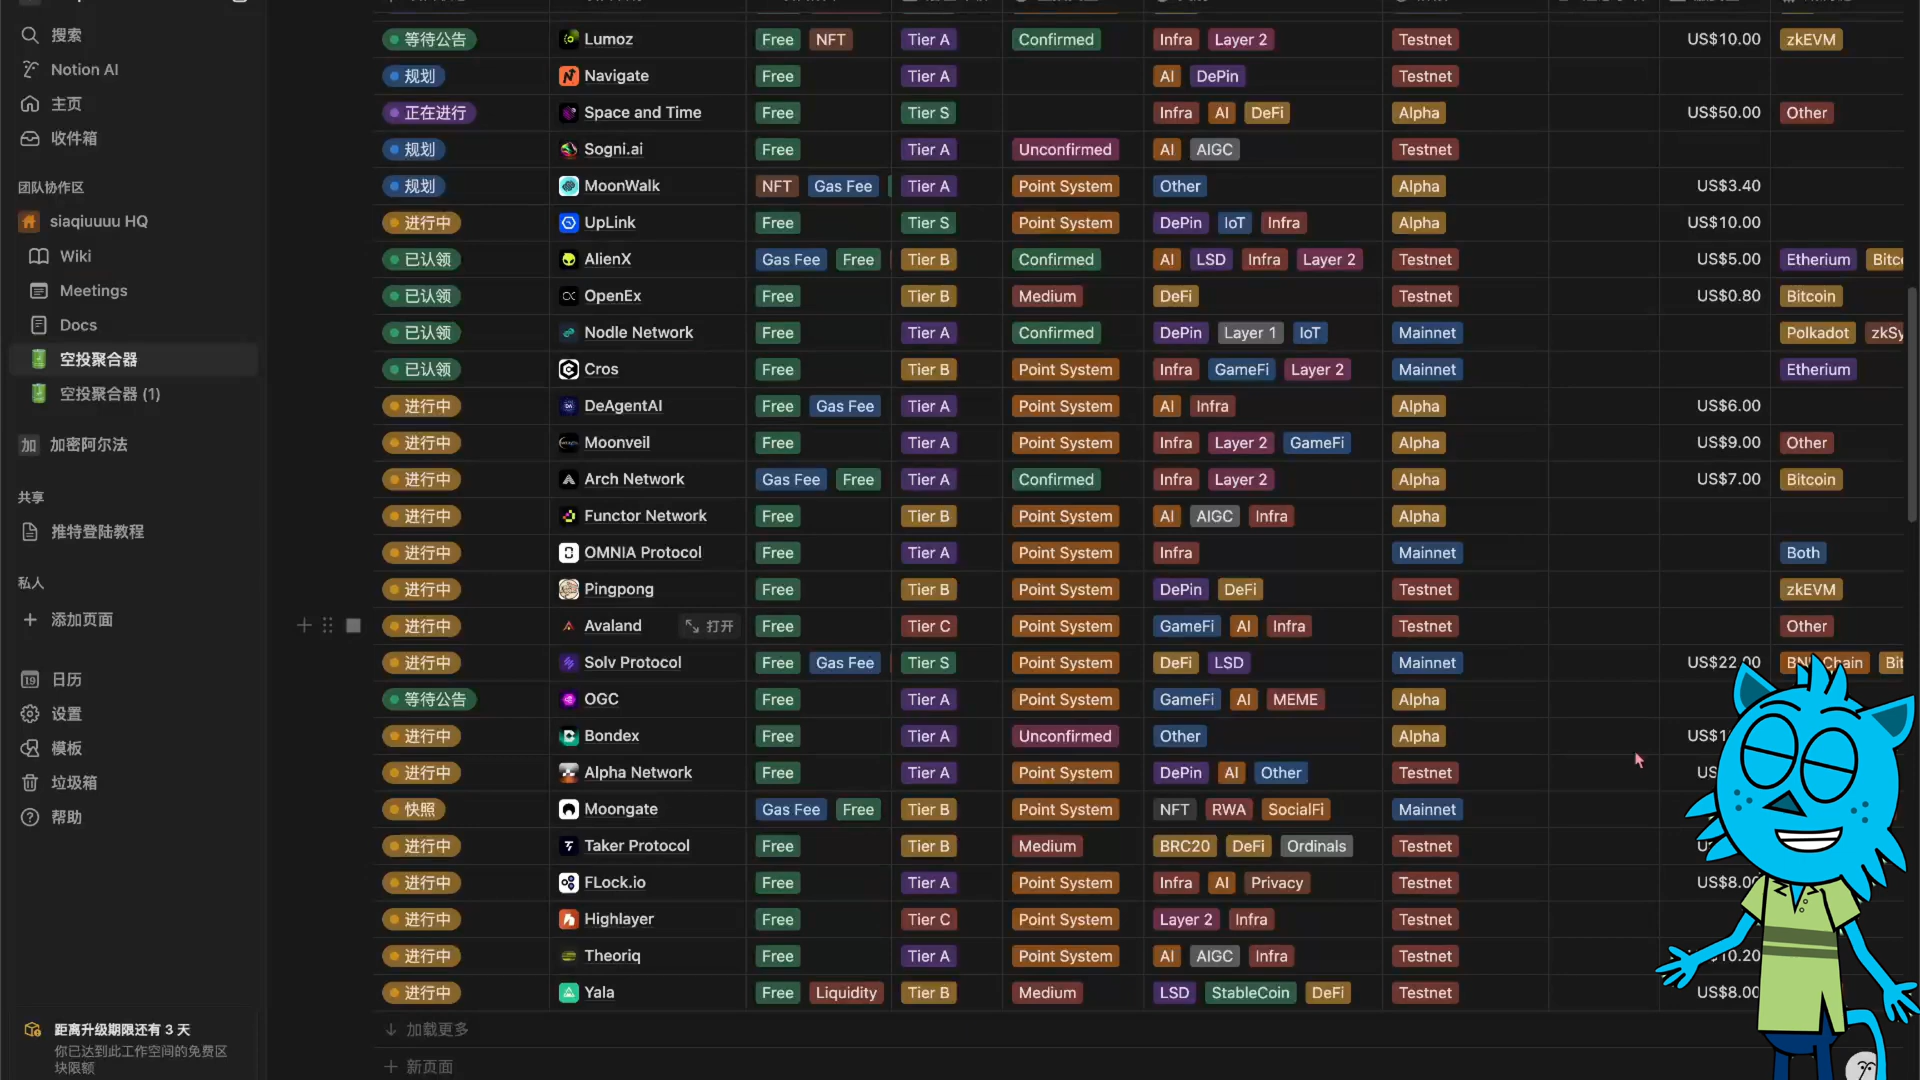 搜索
Notion AI
主页
收件箱
团队协作区
siaqiuuuu HQ
Wiki
Meetings
Docs
空投聚合器
空投聚合器 (1)
加 加密阿尔法
共享
推特登陆教程
私人
添加页面
19 日历
设置
模板
垃圾箱
帮助
距离升级期限还有 3 天
你已达到此工作空间的免费区
块限额
等待公告 Lumoz Free NFT Tier A Confirmed Infra Layer 2 Testnet US$10.00 zkEVM
规划 Navigate Free Tier A AI DePin Testnet
正在进行 Space and Time Free Tier S Infra AI DeFi Alpha US$50.00 Other
规划 Sogni.ai Free Tier A Unconfirmed AI AIGC Testnet
规划 MoonWalk NFT Gas Fee Tier A Point System Other Alpha US$3.40
进行中 UpLink Free Tier S Point System DePin IoT Infra Alpha US$10.00
已认领 AlienX Gas Fee Free Tier B Confirmed AI LSD Infra Layer 2 Testnet US$5.00 Etherium Bitc
已认领 OpenEx Free Tier B Medium DeFi Testnet US$0.80 Bitcoin
已认领 Nodle Network Free Tier A Confirmed DePin Layer 1 IoT Mainnet Polkadot zkSy
已认领 Cros Free Tier B Point System Infra GameFi Layer 2 Mainnet Etherium
进行中 DeAgentAI Free Gas Fee Tier A Point System AI Infra Alpha US$6.00
进行中 Moonveil Free Tier A Point System Infra Layer 2 GameFi Alpha US$9.00 Other
进行中 Arch Network Gas Fee Free Tier A Confirmed Infra Layer 2 Alpha US$7.00 Bitcoin
进行中 Functor Network Free Tier B Point System AI AIGC Infra Alpha
进行中 OMNIA Protocol Free Tier A Point System Infra Mainnet Both
进行中 Pingpong Free Tier B Point System DePin DeFi Testnet zkEVM
进行中 Avaland 打开 Free Tier C Point System GameFi AI Infra Testnet Other
进行中 Solv Protocol Free Gas Fee Tier S Point System DeFi LSD Mainnet US$22.00 BNB Chain Bit
等待公告 OGC Free Tier A Point System GameFi AI MEME Alpha
进行中 Bondex Free Tier A Unconfirmed Other Alpha US$1
进行中 Alpha Network Free Tier A Point System DePin AI Other Testnet US
快照 Moongate Gas Fee Free Tier B Point System NFT RWA SocialFi Mainnet
进行中 Taker Protocol Free Tier B Medium BRC20 DeFi Ordinals Testnet
进行中 FLock.io Free Tier A Point System Infra AI Privacy Testnet US$8.00
进行中 Highlayer Free Tier C Point System Layer 2 Infra Testnet
进行中 Theoriq Free Tier A Point System AI AIGC Infra Testnet 10.20
进行中 Yala Free Liquidity Tier B Medium LSD StableCoin DeFi Testnet US$8.00
加载更多
新页面